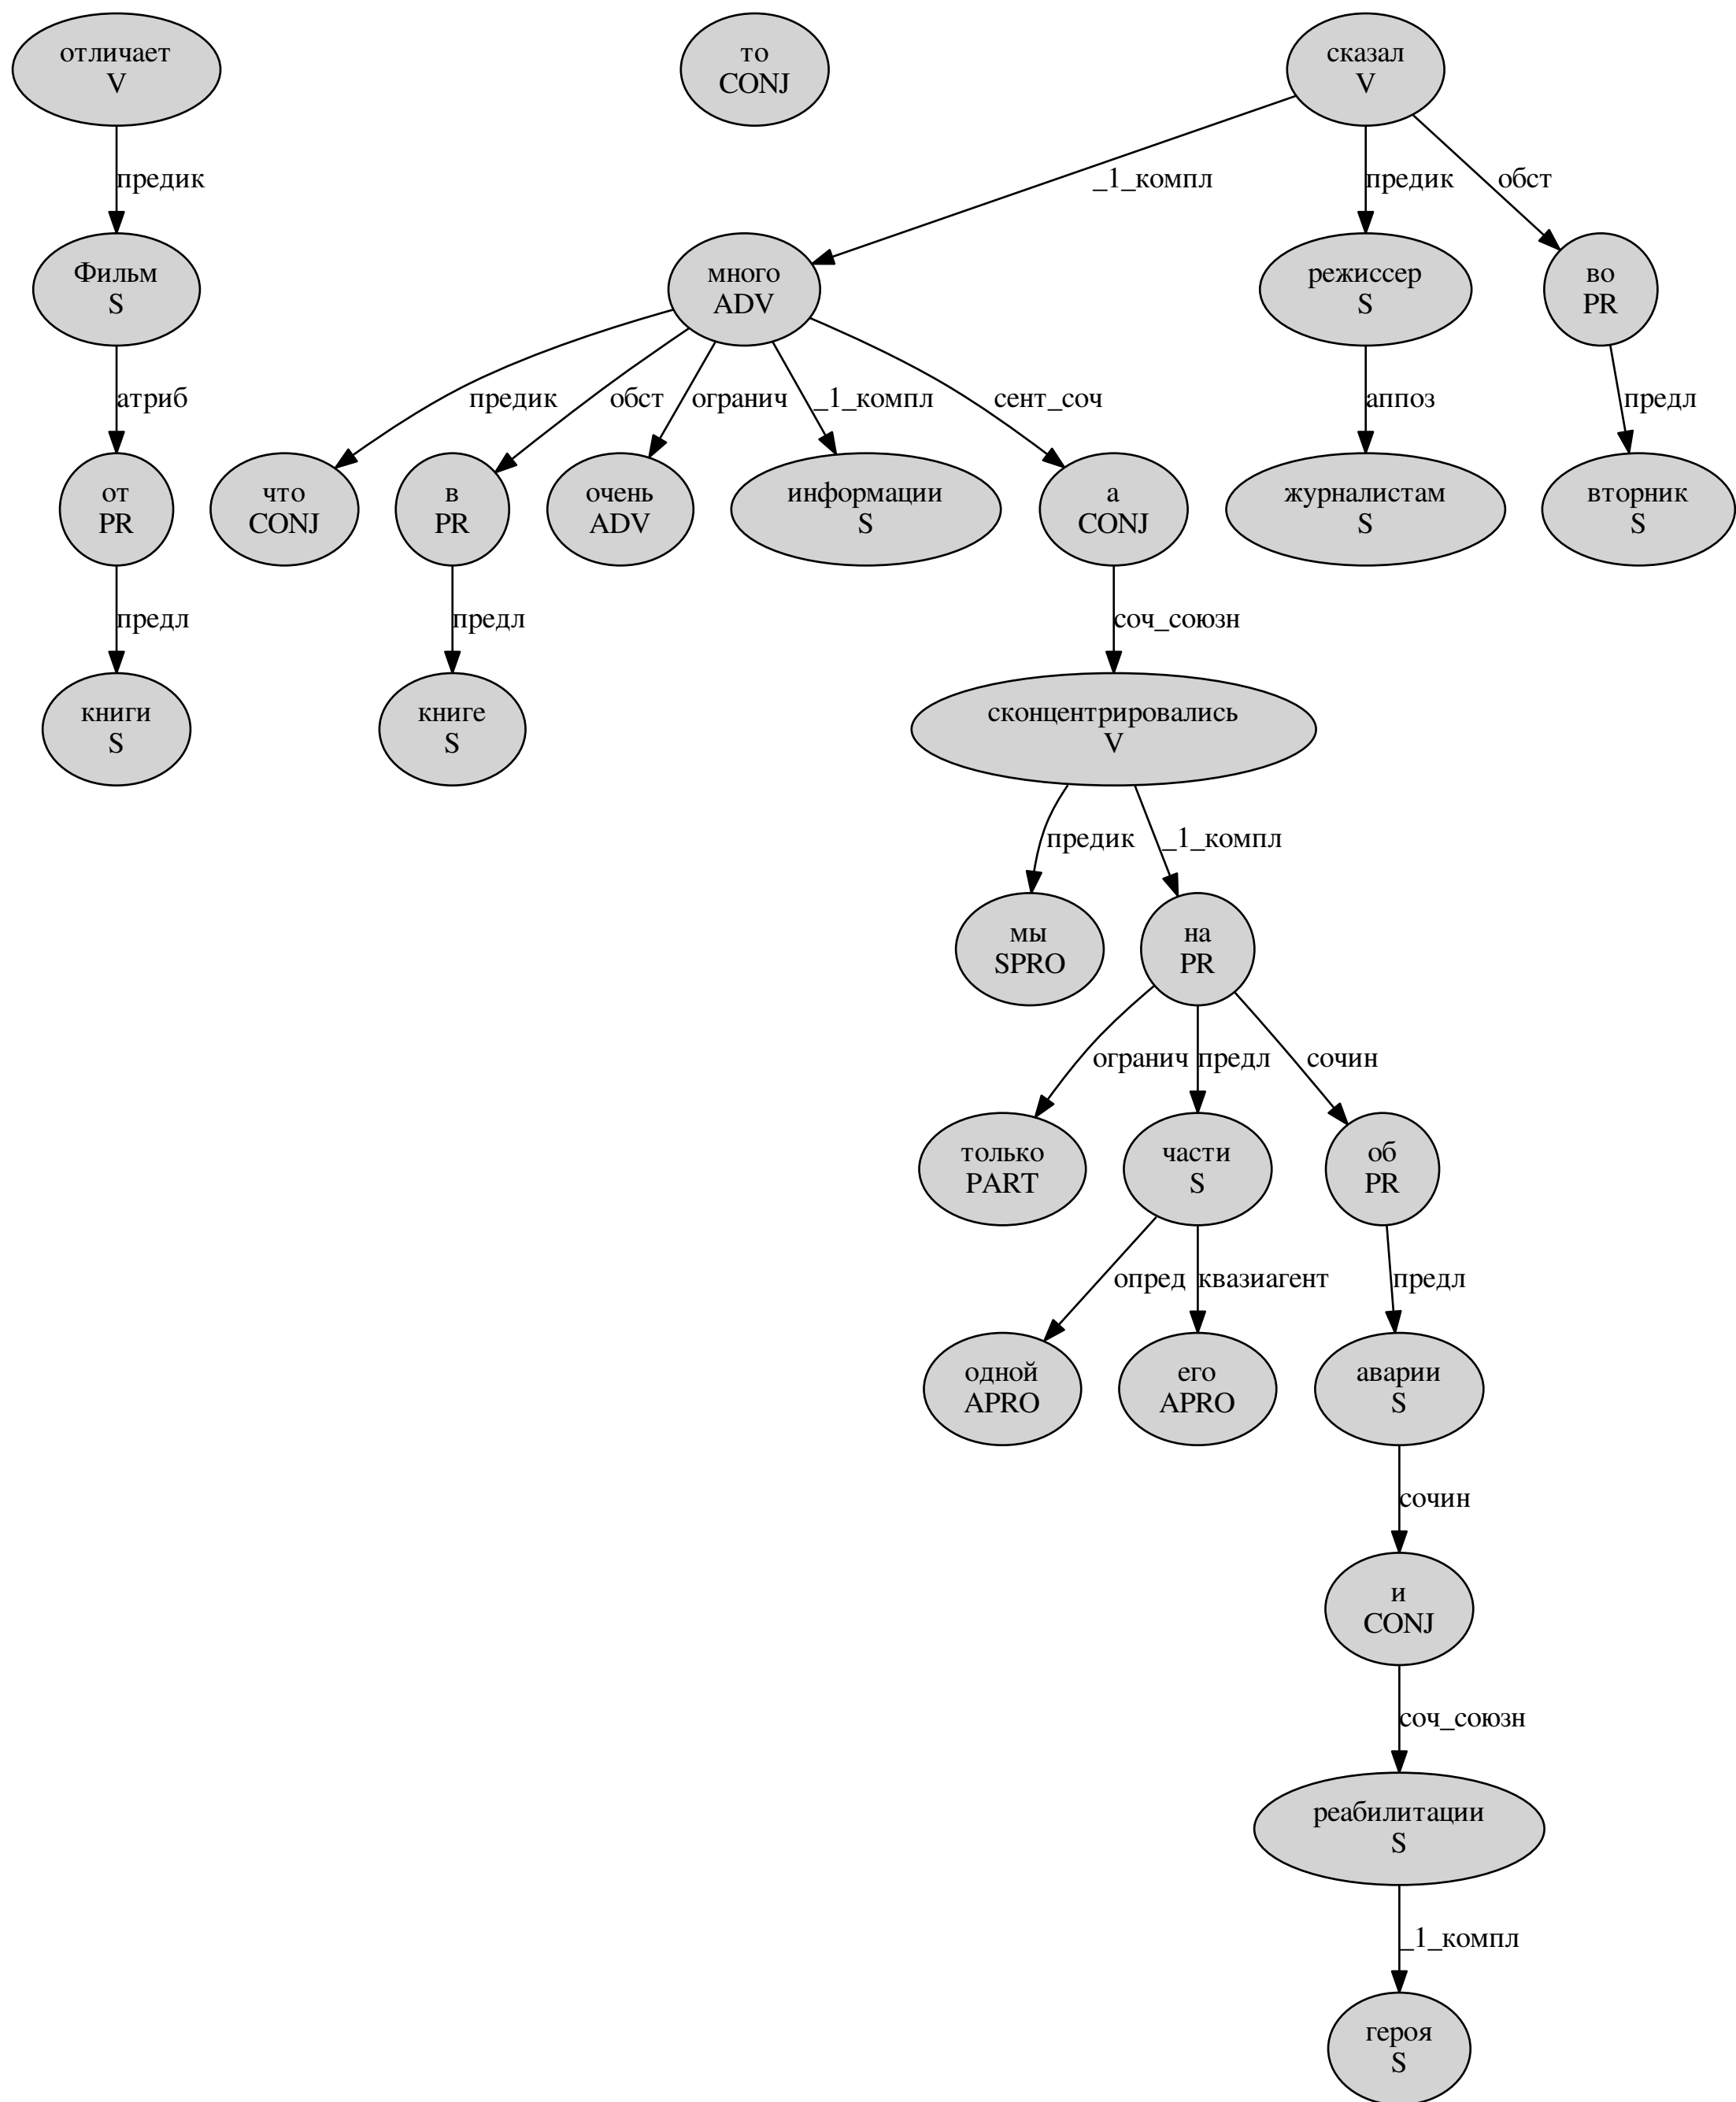 отличает
V
то
CONJ
сказал
V
предик
_1_компл
предик
обст
Фильм
S
много
ADV
режиссер
S
во
PR
атриб
предик
обст
огранич
_1_компл
сент_соч
аппоз
предл
от
PR
что
CONJ
в
PR
очень
ADV
информации
S
а
CONJ
журналистам
S
вторник
S
предл
предл
соч_союзн
книги
S
книге
S
сконцентрировались
V
предик
_1_компл
мы
SPRO
на
PR
огранич
предл
сочин
только
PART
части
S
об
PR
опред
квазиагент
предл
одной
APRO
его
APRO
аварии
S
сочин
и
CONJ
соч_союзн
реабилитации
S
_1_компл
героя
S